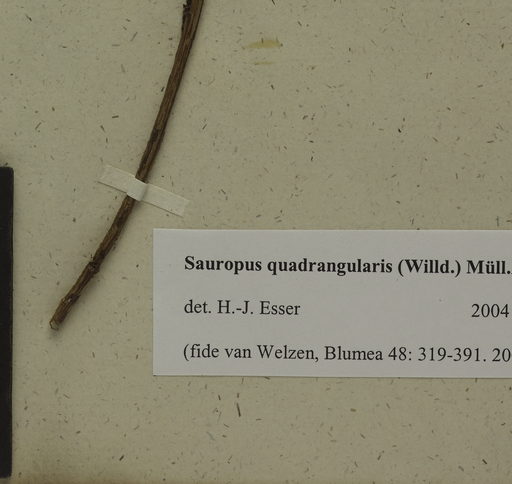 Sauropus quadrangularis (Willd.) Müll.
det. H.-J. Esser 2004
(fide van Welzen, Blumea 48: 319-391. 20